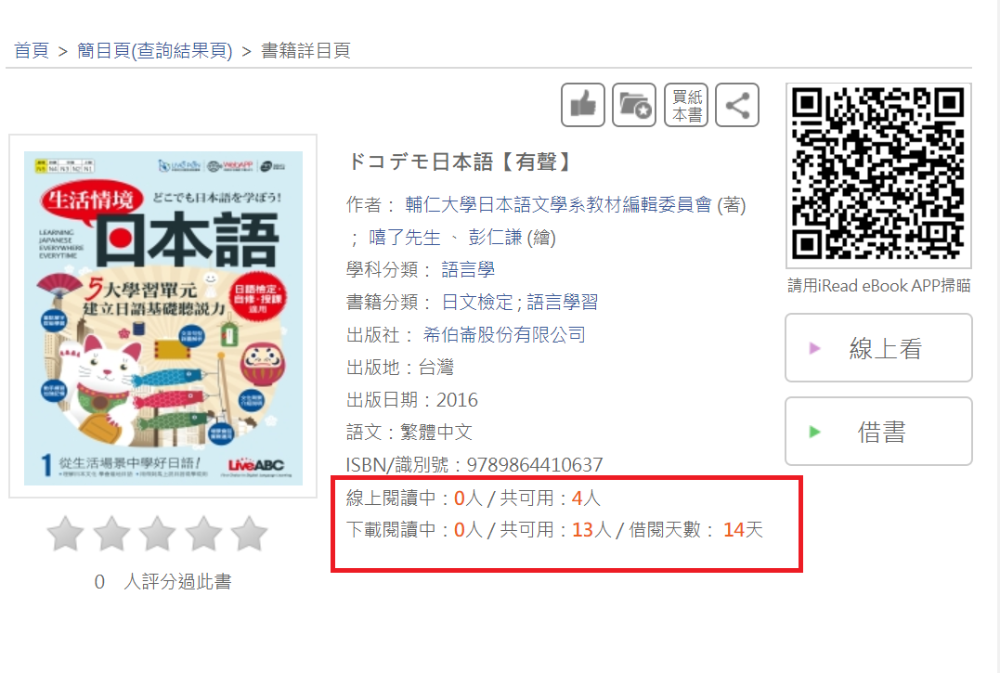 首頁 > 簡目頁(查詢結果頁) > 書籍詳目頁
買紙
本書
ドコデモ日本語【有聲】
作者： 輔仁大學日本語文學系教材編輯委員會 (著)
； 嘻了先生 、 彭仁謙 (繪)
學科分類： 語言學
書籍分類： 日文檢定 ; 語言學習
出版社： 希伯崙股份有限公司
出版地：台灣
出版日期：2016
語文：繁體中文
ISBN/識別號：9789864410637
線上閱讀中：0人 / 共可用：4人
下載閱讀中：0人 / 共可用：13人 / 借閱天數： 14天
請用iRead eBook APP掃瞄
線上看
借書
N5 N4 N3 N2 N1
生活情境
どこでも日本語を学ぼう!
日本語
LEARNING
JAPANESE
EVERYWHERE
EVERYTIME
5大學習單元
建立日語基礎聽說力
日語檢定‧
自修‧授課
適用
1 從生活場景中學好日語!
LiveABC
0 人評分過此書